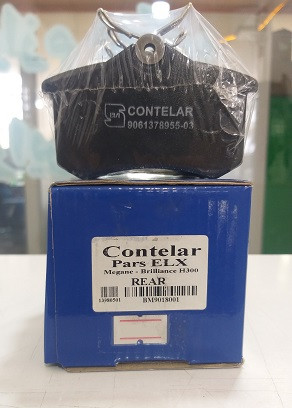 CONTELAR
9061378955-03
Contelar
Pars ELX
Megane - Brilliance H300
REAR
BM9018001